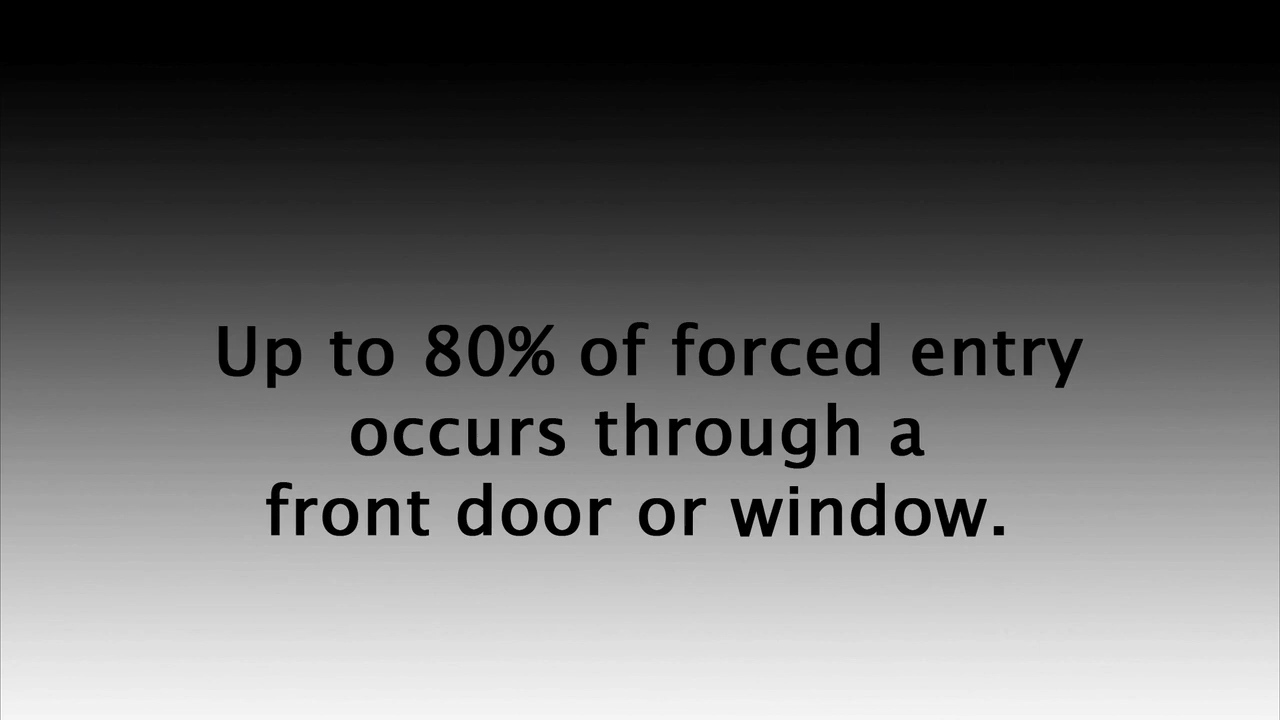 Up to 80% of forced entry
occurs through a
front door or window.